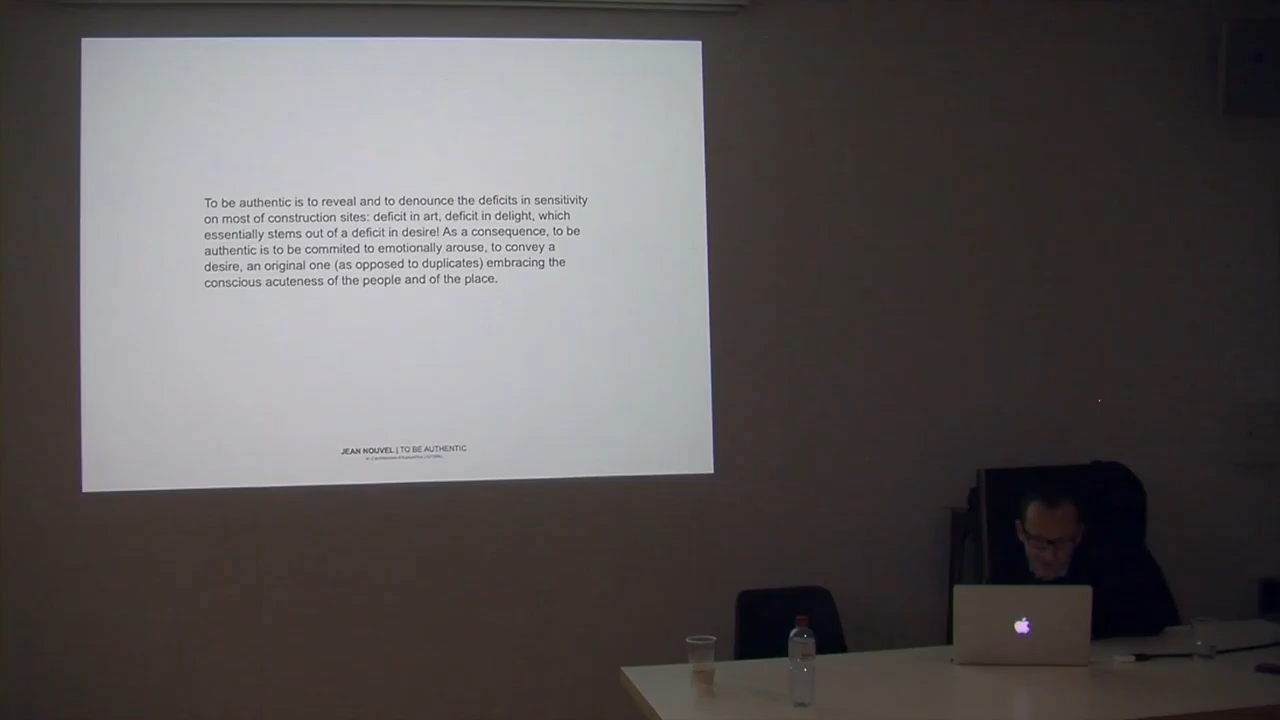 To be authentic is to reveal and to denounce the deficits in sensitivity
on most of construction sites: deficit in art, deficit in delight, which
essentially stems out of a deficit in desire! As a consequence, to be
authentic is to be commited to emotionally arouse, to convey a
desire, an original one (as opposed to duplicates) embracing the
conscious acuteness of the people and of the place.
JEAN NOUVEL | TO BE AUTHENTIC